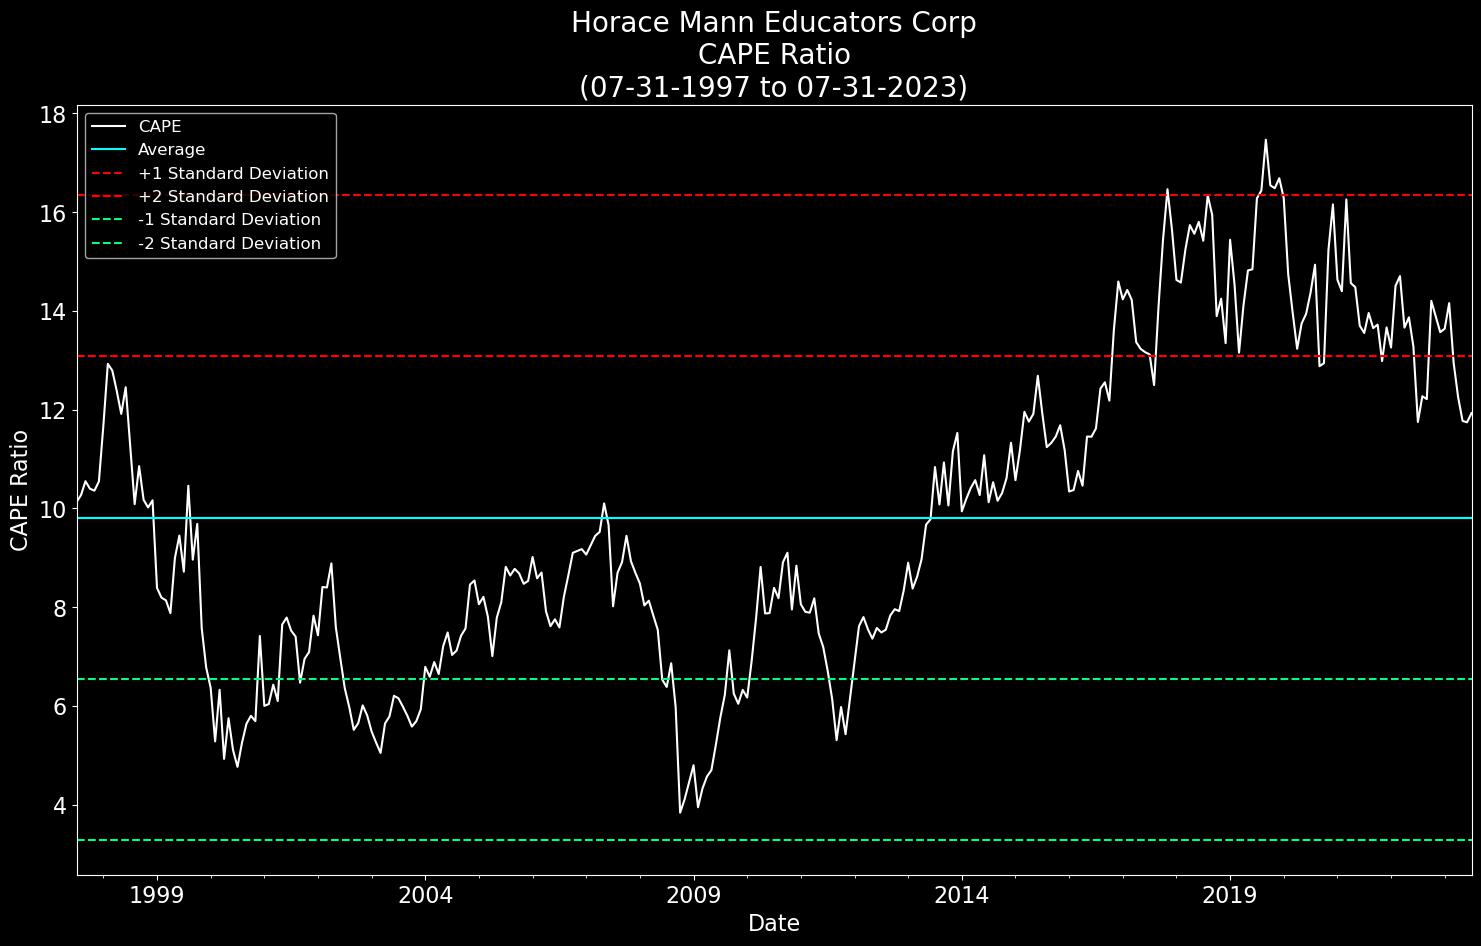 Horace Mann Educators Corp
CAPE Ratio
(07-31-1997 to 07-31-2023)
18
16
14
12
10
8
6
4
CAPE Ratio
CAPE
Average
+1 Standard Deviation
+2 Standard Deviation
-1 Standard Deviation
-2 Standard Deviation
1999 2004 2009 2014 2019
Date